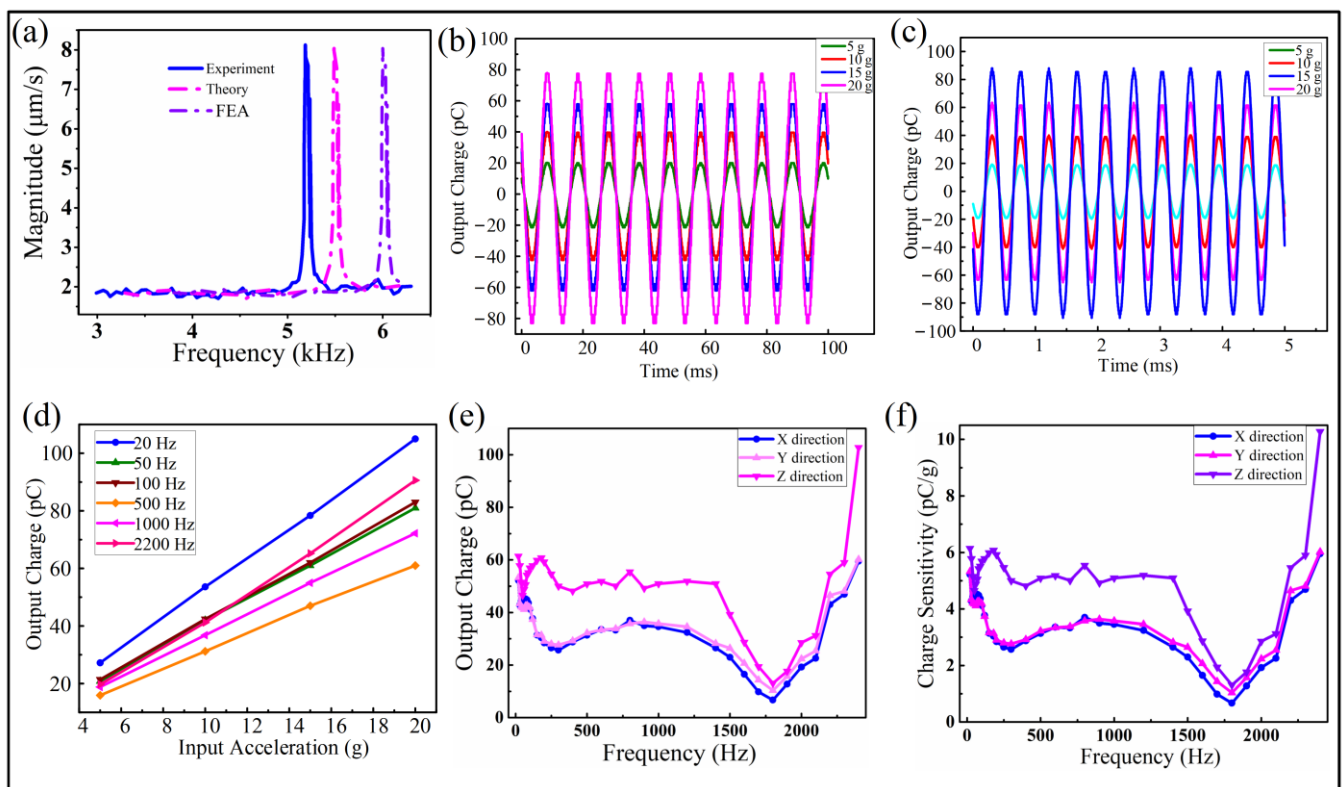 (a)
Magnitude (μm/s)
8
7
6
5
4
3
2
Experiment
Theory
FEA
3 4 5 6
Frequency (kHz)
(b)
Output Charge (pC)
100
80
60
40
20
0
−20
−40
−60
−80
5 g
10 g
15 g
20 g
0 20 40 60 80 100
Time (ms)
(c)
Output Charge (pC)
100
80
60
40
20
0
−20
−40
−60
−80
−100
5 g
10 g
15 g
20 g
0 1 2 3 4 5
Time (ms)
(d)
Output Charge (pC)
100
80
60
40
20
20 Hz
50 Hz
100 Hz
500 Hz
1000 Hz
2200 Hz
4 6 8 10 12 14 16 18 20
Input Acceleration (g)
(e)
Output Charge (pC)
100
80
60
40
20
0
X direction
Y direction
Z direction
0 500 1000 1500 2000
Frequency (Hz)
(f)
Charge Sensitivity (pC/g)
10
8
6
4
2
0
X direction
Y direction
Z direction
0 500 1000 1500 2000
Frequency (Hz)